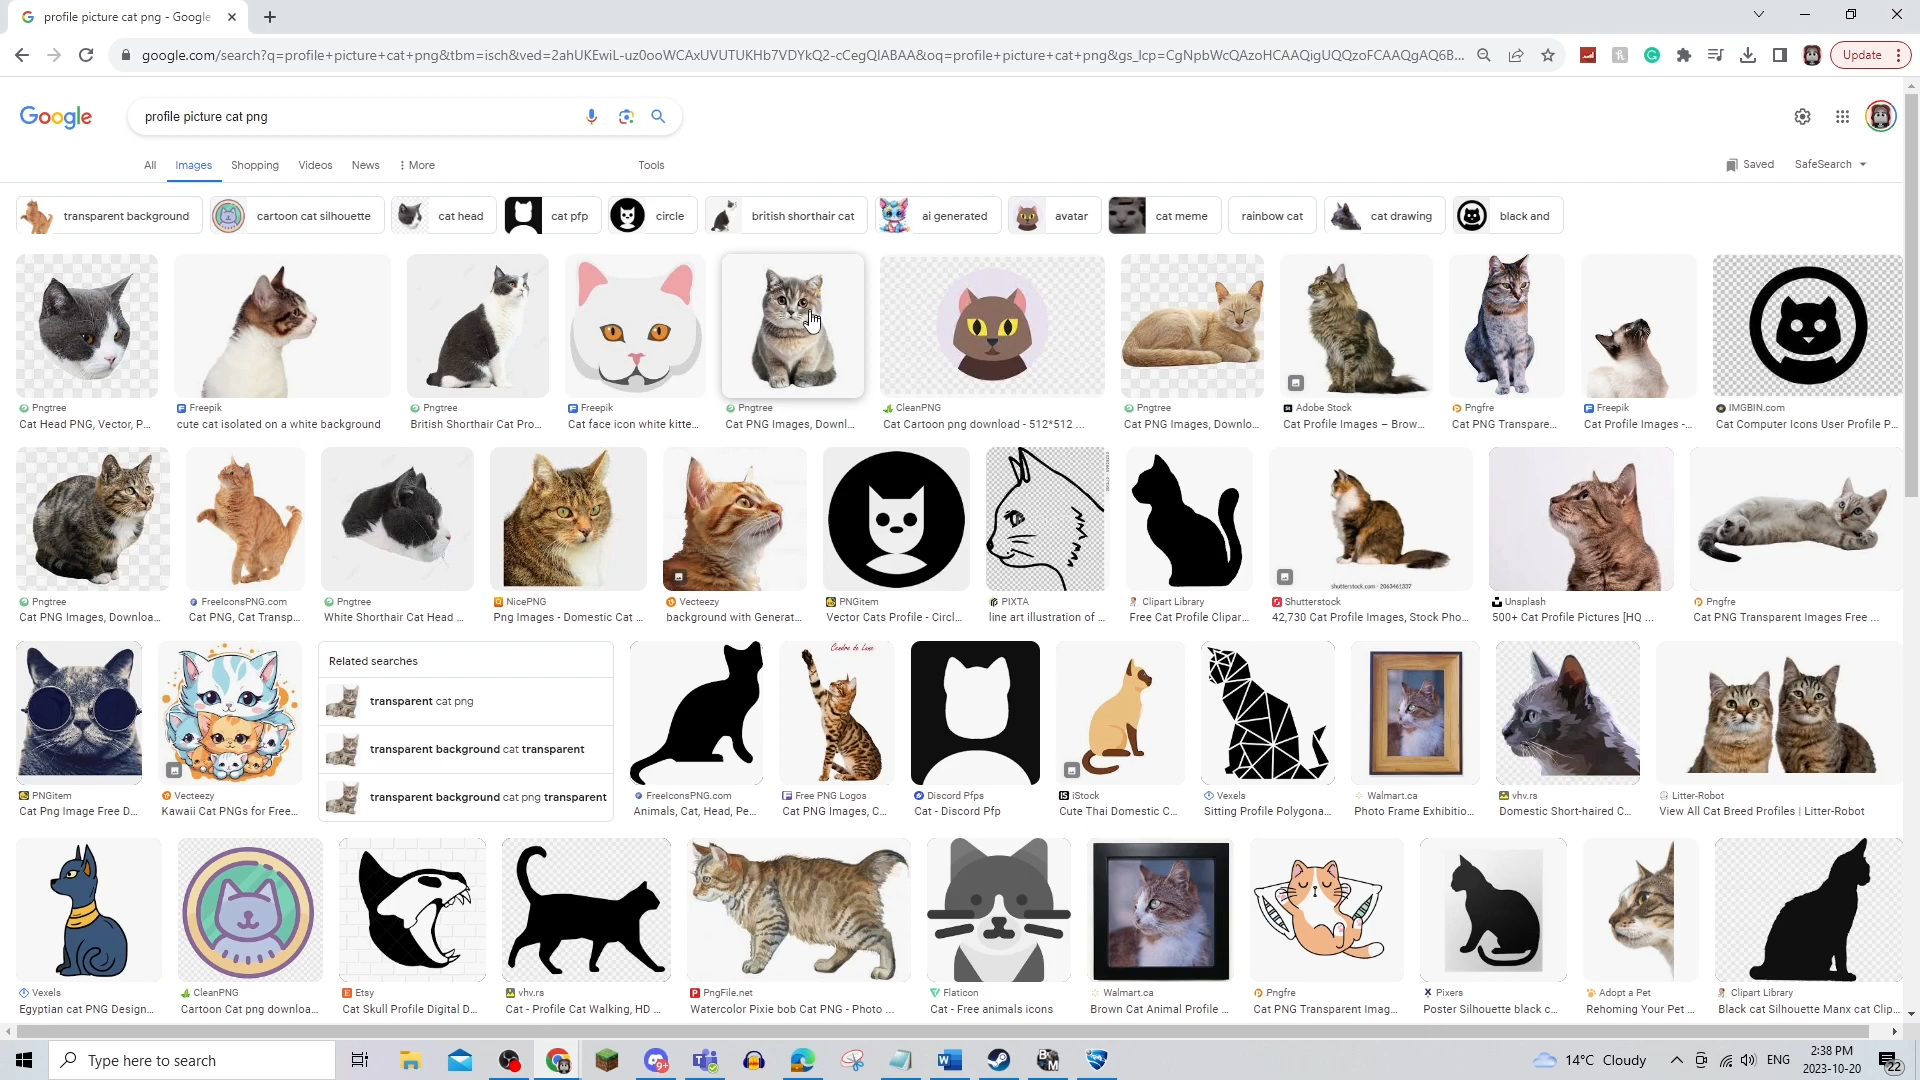 profile picture cat png - Google
google.com/search?q=profile+picture+cat+png&tbm=isch&ved=2ahUKEwiL-uz0ooWCAxUVUTUKHb7VDYkQ2-cCegQIABAA&oq=profile+picture+cat+png&gs_lcp=CgNpbWcQAzoHCAAQigUQQzoFCAAQgAQ6B...
Update
Google
profile picture cat png
All Images Shopping Videos News More Tools
Saved SafeSearch
transparent background cartoon cat silhouette cat head cat pfp circle british shorthair cat ai generated avatar cat meme rainbow cat cat drawing black and
Pngtree Freepik Pngtree Freepik Pngtree CleanPNG Pngtree Adobe Stock Pngfre Freepik IMGBIN.com
Cat Head PNG, Vector, P... cute cat isolated on a white background British Shorthair Cat Pro... Cat face icon white kitte... Cat PNG Images, Downl... Cat Cartoon png download - 512*512 ... Cat PNG Images, Downlo... Cat Profile Images – Brow... Cat PNG Transpare... Cat Profile Images -... Cat Computer Icons User Profile P...
shutterstock.com · 2063461337
Pngtree FreeIconsPNG.com Pngtree NicePNG Vecteezy PNGitem PIXTA Clipart Library Shutterstock Unsplash Pngfre
Cat PNG Images, Downloa... CAT PNG, Cat Transp... White Shorthair Cat Head ... Png Images - Domestic Cat ... background with Generat... Vector Cats Profile - Circl... line art illustration of ... Free Cat Profile Clipar... 42,730 Cat Profile Images, Stock Pho... 500+ Cat Profile Pictures [HQ ... Cat PNG Transparent Images Free ...
Related searches
transparent cat png
transparent background cat transparent
transparent background cat png transparent
Cendre de Lune
PNGitem Vecteezy FreeIconsPNG.com Free PNG Logos Discord Pfps iStock Vexels Walmart.ca vhv.rs Litter-Robot
Cat Png Image Free D... Kawaii Cat PNGs for Free... Animals, Cat, Head, Pe... Cat PNG Images, C... Cat - Discord Pfp Cute Thai Domestic C... Sitting Profile Polygona... Photo Frame Exhibitio... Domestic Short-haired C... View All Cat Breed Profiles | Litter-Robot
Vexels CleanPNG Etsy vhv.rs PngFile.net Flaticon Walmart.ca Pngfre Pixers Adopt a Pet Clipart Library
Egyptian cat PNG Design... Cartoon Cat png downloa... Cat Skull Profile Digital D... Cat - Profile Cat Walking, HD ... Watercolor Pixie bob Cat PNG - Photo ... Cat - Free animals icons Brown Cat Animal Profile ... Cat PNG Transparent Imag... Poster Silhouette black c... Rehoming Your Pet ... Black cat Silhouette Manx cat Clip...
Type here to search
9+
14°C Cloudy
ENG
2:38 PM
2023-10-20
22